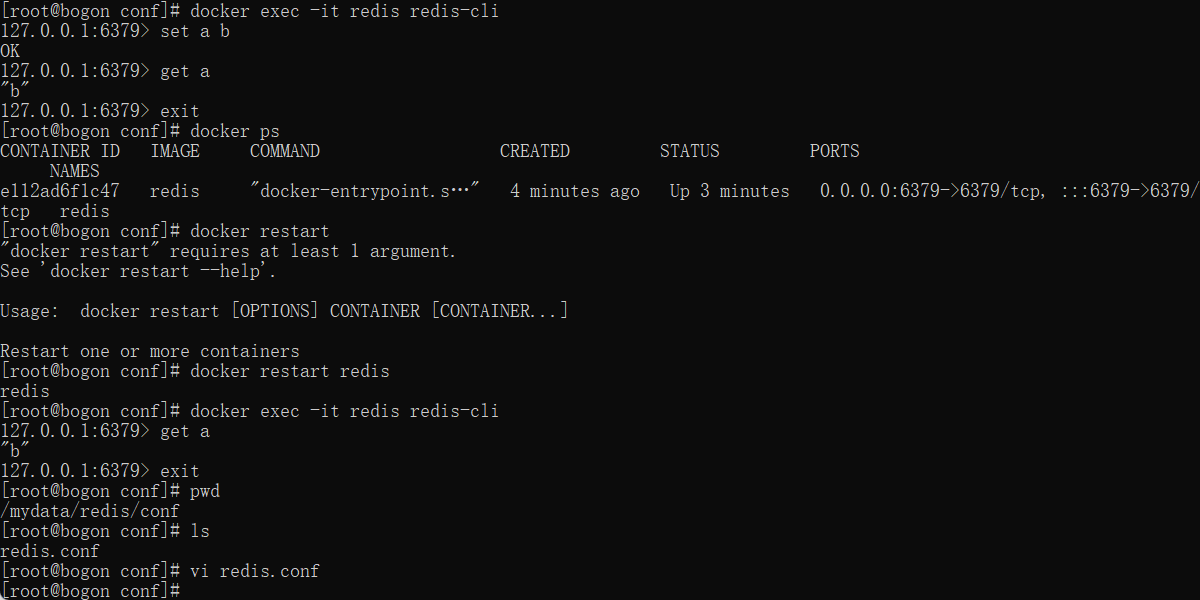 [root@bogon conf]# docker exec -it redis redis-cli
127.0.0.1:6379> set a b
OK
127.0.0.1:6379> get a
"b"
127.0.0.1:6379> exit
[root@bogon conf]# docker ps
CONTAINER ID   IMAGE     COMMAND                  CREATED         STATUS         PORTS
     NAMES
e112ad6f1c47   redis     "docker-entrypoint.s…"   4 minutes ago   Up 3 minutes   0.0.0.0:6379->6379/tcp, :::6379->6379/
tcp   redis
[root@bogon conf]# docker restart
"docker restart" requires at least 1 argument.
See 'docker restart --help'.
Usage:  docker restart [OPTIONS] CONTAINER [CONTAINER...]
Restart one or more containers
[root@bogon conf]# docker restart redis
redis
[root@bogon conf]# docker exec -it redis redis-cli
127.0.0.1:6379> get a
"b"
127.0.0.1:6379> exit
[root@bogon conf]# pwd
/mydata/redis/conf
[root@bogon conf]# ls
redis.conf
[root@bogon conf]# vi redis.conf
[root@bogon conf]#